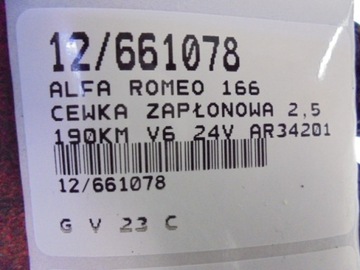 12/661078
ALFA ROMEO 166
CEWKA ZAPŁONOWA 2,5
190KM V6 24V AR34201
12/661078
G V 23 C